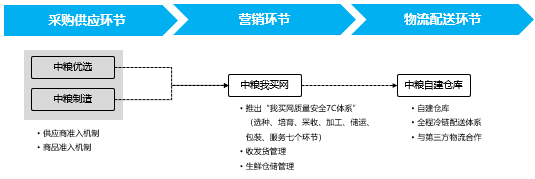 采购供应环节
营销环节
物流配送环节
中粮优选
中粮制造
中粮我买网
中粮自建仓库
• 供应商准入机制
• 商品准入机制
• 推出“我买网质量安全7C体系”
（选种、培育、采收、加工、储运、
包装、服务七个环节）
• 收发货管理
• 生鲜仓储管理
• 自建仓库
• 全程冷链配送体系
• 与第三方物流合作